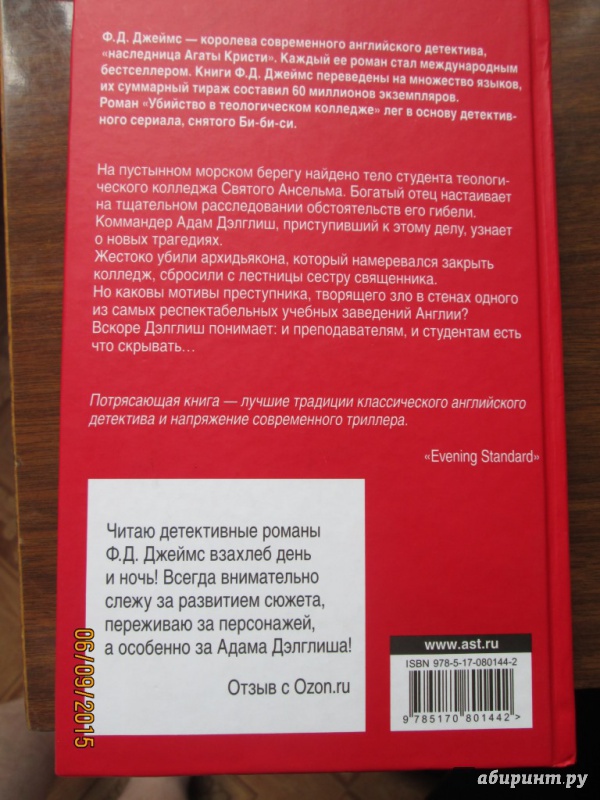 Ф.Д. Джеймс — королева современного английского детектива,
«наследница Агаты Кристи». Каждый ее роман стал международным
бестселлером. Книги Ф.Д. Джеймс переведены на множество языков,
их суммарный тираж составил 60 миллионов экземпляров.
Роман «Убийство в теологическом колледже» лег в основу детектив-
ного сериала, снятого Би-би-си.
На пустынном морском берегу найдено тело студента теологи-
ческого колледжа Святого Ансельма. Богатый отец настаивает
на тщательном расследовании обстоятельств его гибели.
Коммандер Адам Дэлглиш, приступивший к этому делу, узнает
о новых трагедиях.
Жестоко убили архидьякона, который намеревался закрыть
колледж, сбросили с лестницы сестру священника.
Но каковы мотивы преступника, творящего зло в стенах одного
из самых респектабельных учебных заведений Англии?
Вскоре Дэлглиш понимает: и преподавателям, и студентам есть
что скрывать...
Потрясающая книга — лучшие традиции классического английского
детектива и напряжение современного триллера.
«Evening Standard»
Читаю детективные романы
Ф.Д. Джеймс взахлеб день
и ночь! Всегда внимательно
слежу за развитием сюжета,
переживаю за персонажей,
а особенно за Адама Дэлглиша!
Отзыв с Ozon.ru
www.ast.ru
ISBN 978-5-17-080144-2
9 785170 801442 >
06/09/2015
абиринт.ру